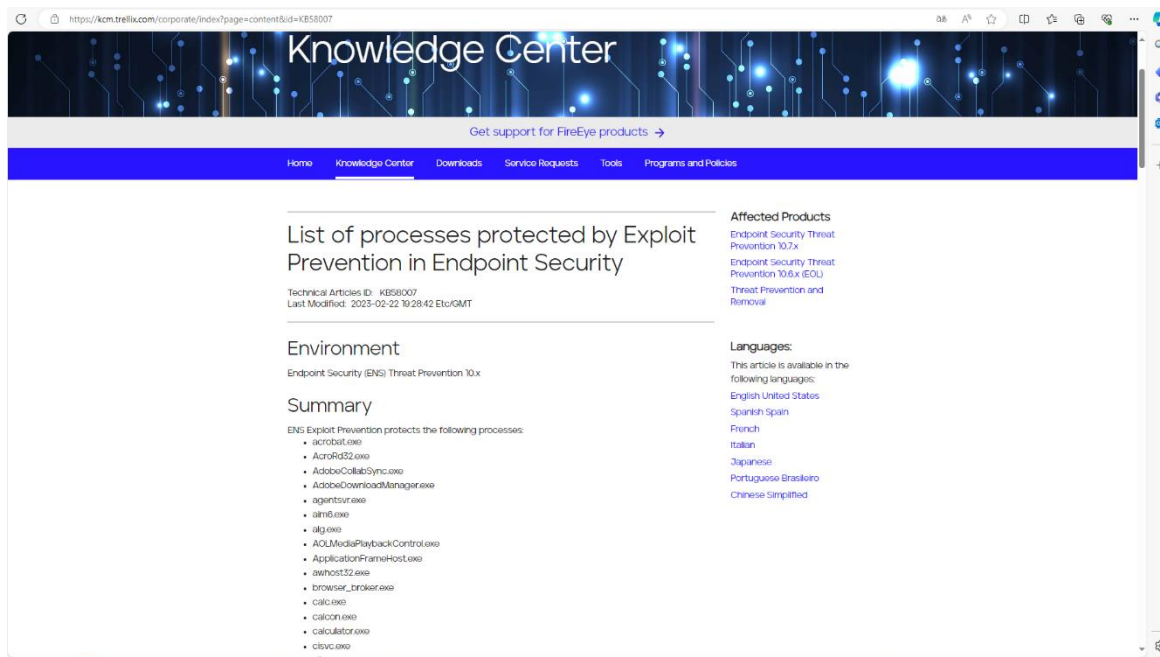 https://kcm.trellix.com/corporate/index?page=content&id=KB58007
Knowledge Center
Get support for FireEye products →
Home Knowledge Center Downloads Service Requests Tools Programs and Policies
List of processes protected by Exploit
Prevention in Endpoint Security
Technical Articles ID: KB58007
Last Modified: 2023-02-22 19:28:42 Etc/GMT
Environment
Endpoint Security (ENS) Threat Prevention 10.x
Summary
ENS Exploit Prevention protects the following processes:
• acrobat.exe
• AcroRd32.exe
• AdobeCollabSync.exe
• AdobeDownloadManager.exe
• agentsvr.exe
• aim6.exe
• alg.exe
• AOLMediaPlaybackControl.exe
• ApplicationFrameHost.exe
• awhost32.exe
• browser_broker.exe
• calc.exe
• calcon.exe
• calculator.exe
• cisvc.exe
Affected Products
Endpoint Security Threat
Prevention 10.7.x
Endpoint Security Threat
Prevention 10.6.x (EOL)
Threat Prevention and
Removal
Languages:
This article is available in the
following languages:
English United States
Spanish Spain
French
Italian
Japanese
Portuguese Brasileiro
Chinese Simplified